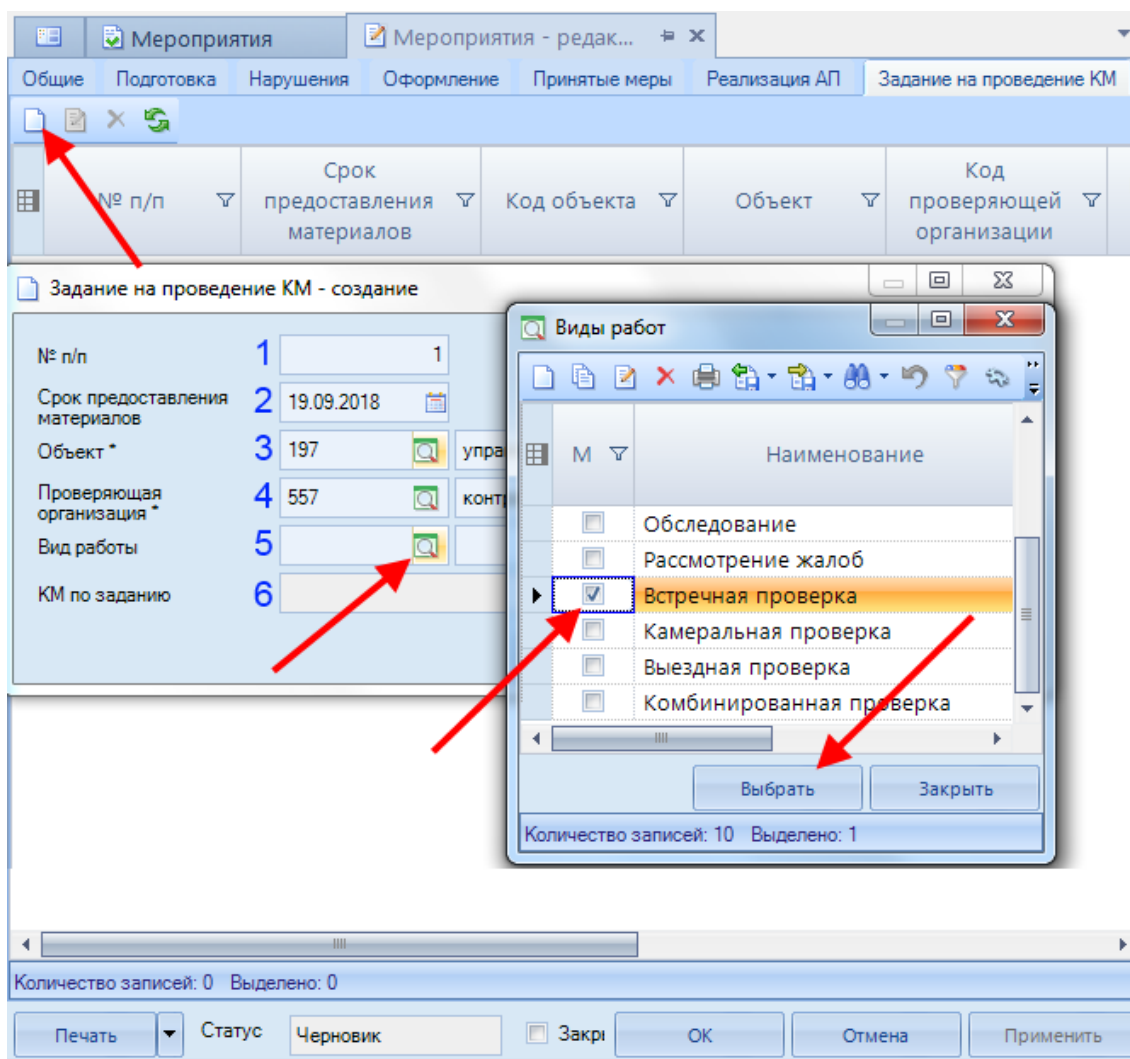 Мероприятия
Мероприятия - редак...
Общие Подготовка Нарушения Оформление Принятые меры Реализация АП Задание на проведение КМ
№ п/п
Срок
предоставления
материалов
Код объекта
Объект
Код
проверяющей
организации
Задание на проведение КМ - создание
№ п/п 1 1
Срок предоставления
материалов
2 19.09.2018
Объект * 3 197 упра
Проверяющая
организация *
4 557 конт
Вид работы 5
КМ по заданию 6
Виды работ
М Наименование
Обследование
Рассмотрение жалоб
Встречная проверка
Камеральная проверка
Выездная проверка
Комбинированная проверка
Выбрать Закрыть
Количество записей: 10 Выделено: 1
Количество записей: 0 Выделено: 0
Печать Статус Черновик Закры ОК Отмена Применить